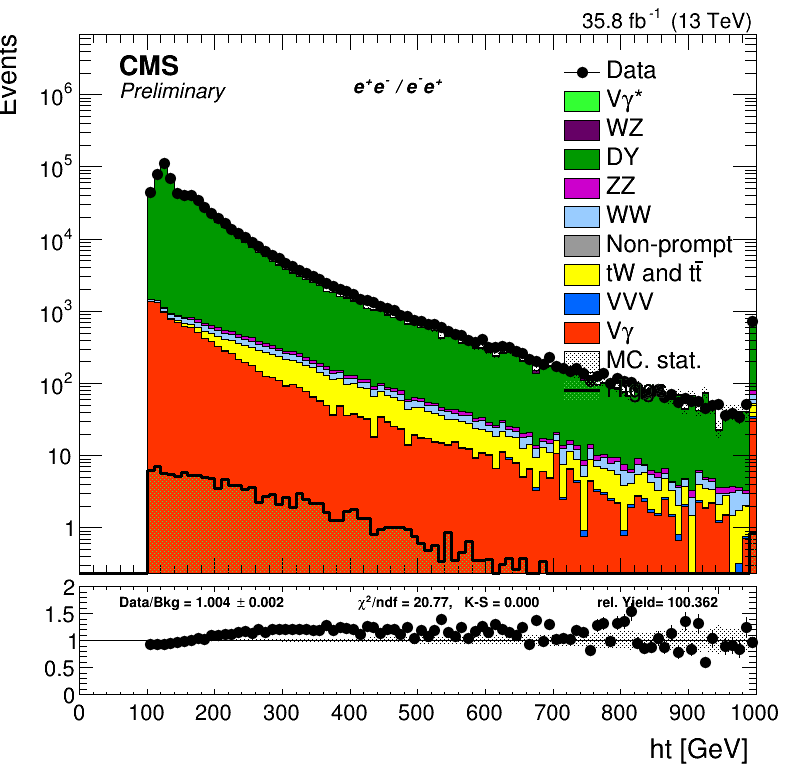 35.8 fb⁻¹ (13 TeV)
Events
CMS
Preliminary
e⁺e⁻ / e⁻e⁺
Data
Vγ*
WZ
DY
ZZ
WW
Non-prompt
tW and tt̄
VVV
Vγ
MC. stat.
10⁶
10⁵
10⁴
10³
10²
10
1
Data/Bkg = 1.004 ± 0.002
χ²/ndf = 20.77, K-S = 0.000
rel. Yield= 100.362
2
1.5
1
0.5
0
0 100 200 300 400 500 600 700 800 900 1000
ht [GeV]